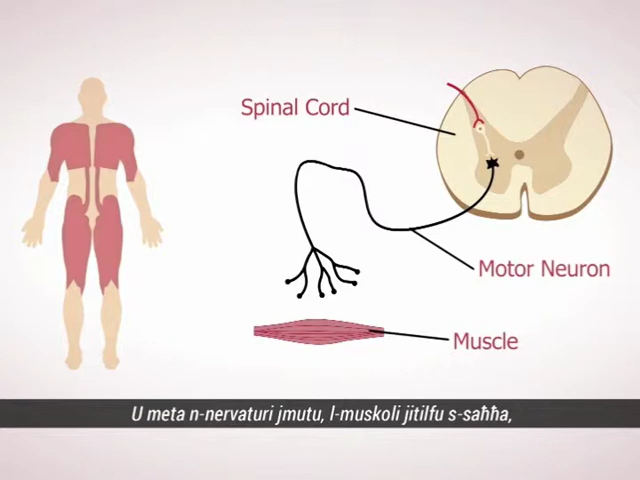 Spinal Cord
Motor Neuron
Muscle
U meta n-nervaturi jmutu, l-muskoli jitilfu s-saħħa,